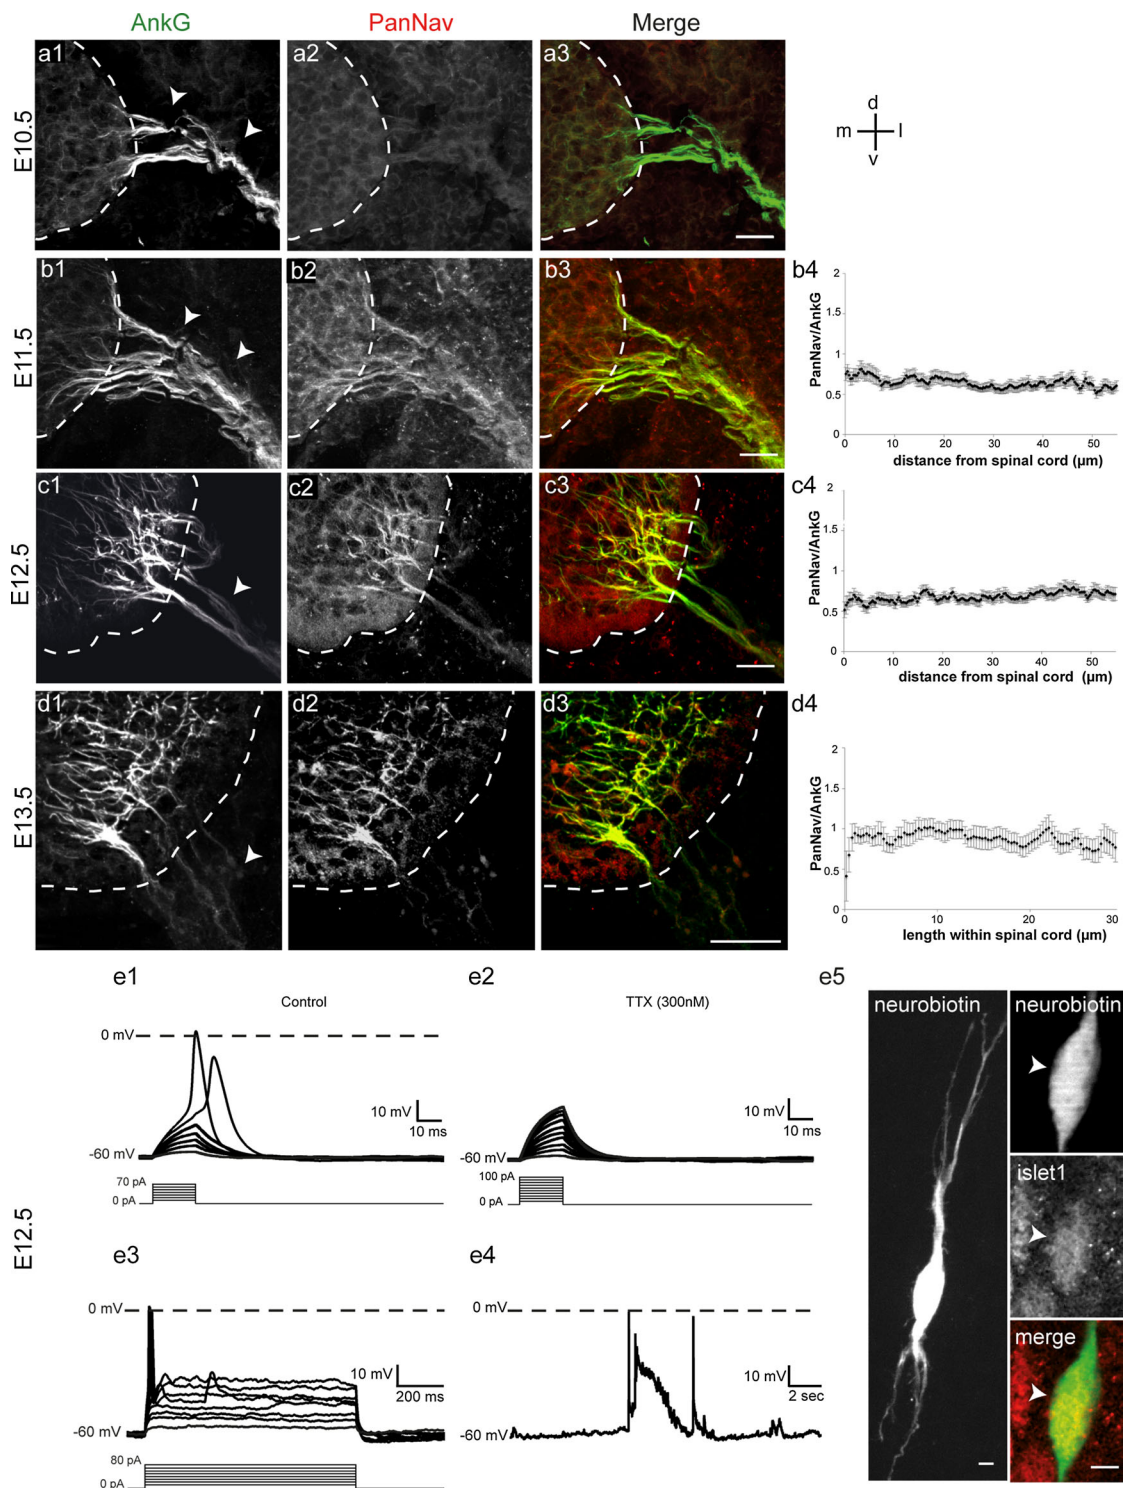 AnkG PanNav Merge
E10.5
a1 a2 a3
d
m l
v
E11.5
b1 b2 b3 b4
PanNav/AnkG
2
1.5
1
0.5
0
0 10 20 30 40 50
distance from spinal cord (µm)
E12.5
c1 c2 c3 c4
PanNav/AnkG
2
1.5
1
0.5
0
0 10 20 30 40 50
distance from spinal cord (µm)
E13.5
d1 d2 d3 d4
PanNav/AnkG
2
1.5
1
0.5
0
0 10 20 30
length within spinal cord (µm)
E12.5
e1
Control
0 mV
10 mV
10 ms
-60 mV
70 pA
0 pA
e2
TTX (300nM)
10 mV
10 ms
-60 mV
100 pA
0 pA
e3
0 mV
10 mV
200 ms
-60 mV
80 pA
0 pA
e4
0 mV
10 mV
2 sec
-60 mV
e5
neurobiotin
neurobiotin
islet1
merge